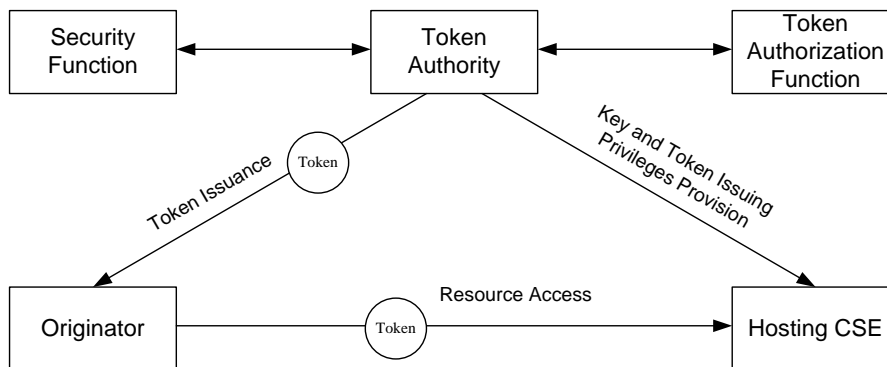 Security
Function
Token
Authority
Token
Authorization
Function
Token
Token Issuance
Key and Token Issuing
Privileges Provision
Originator
Token
Resource Access
Hosting CSE